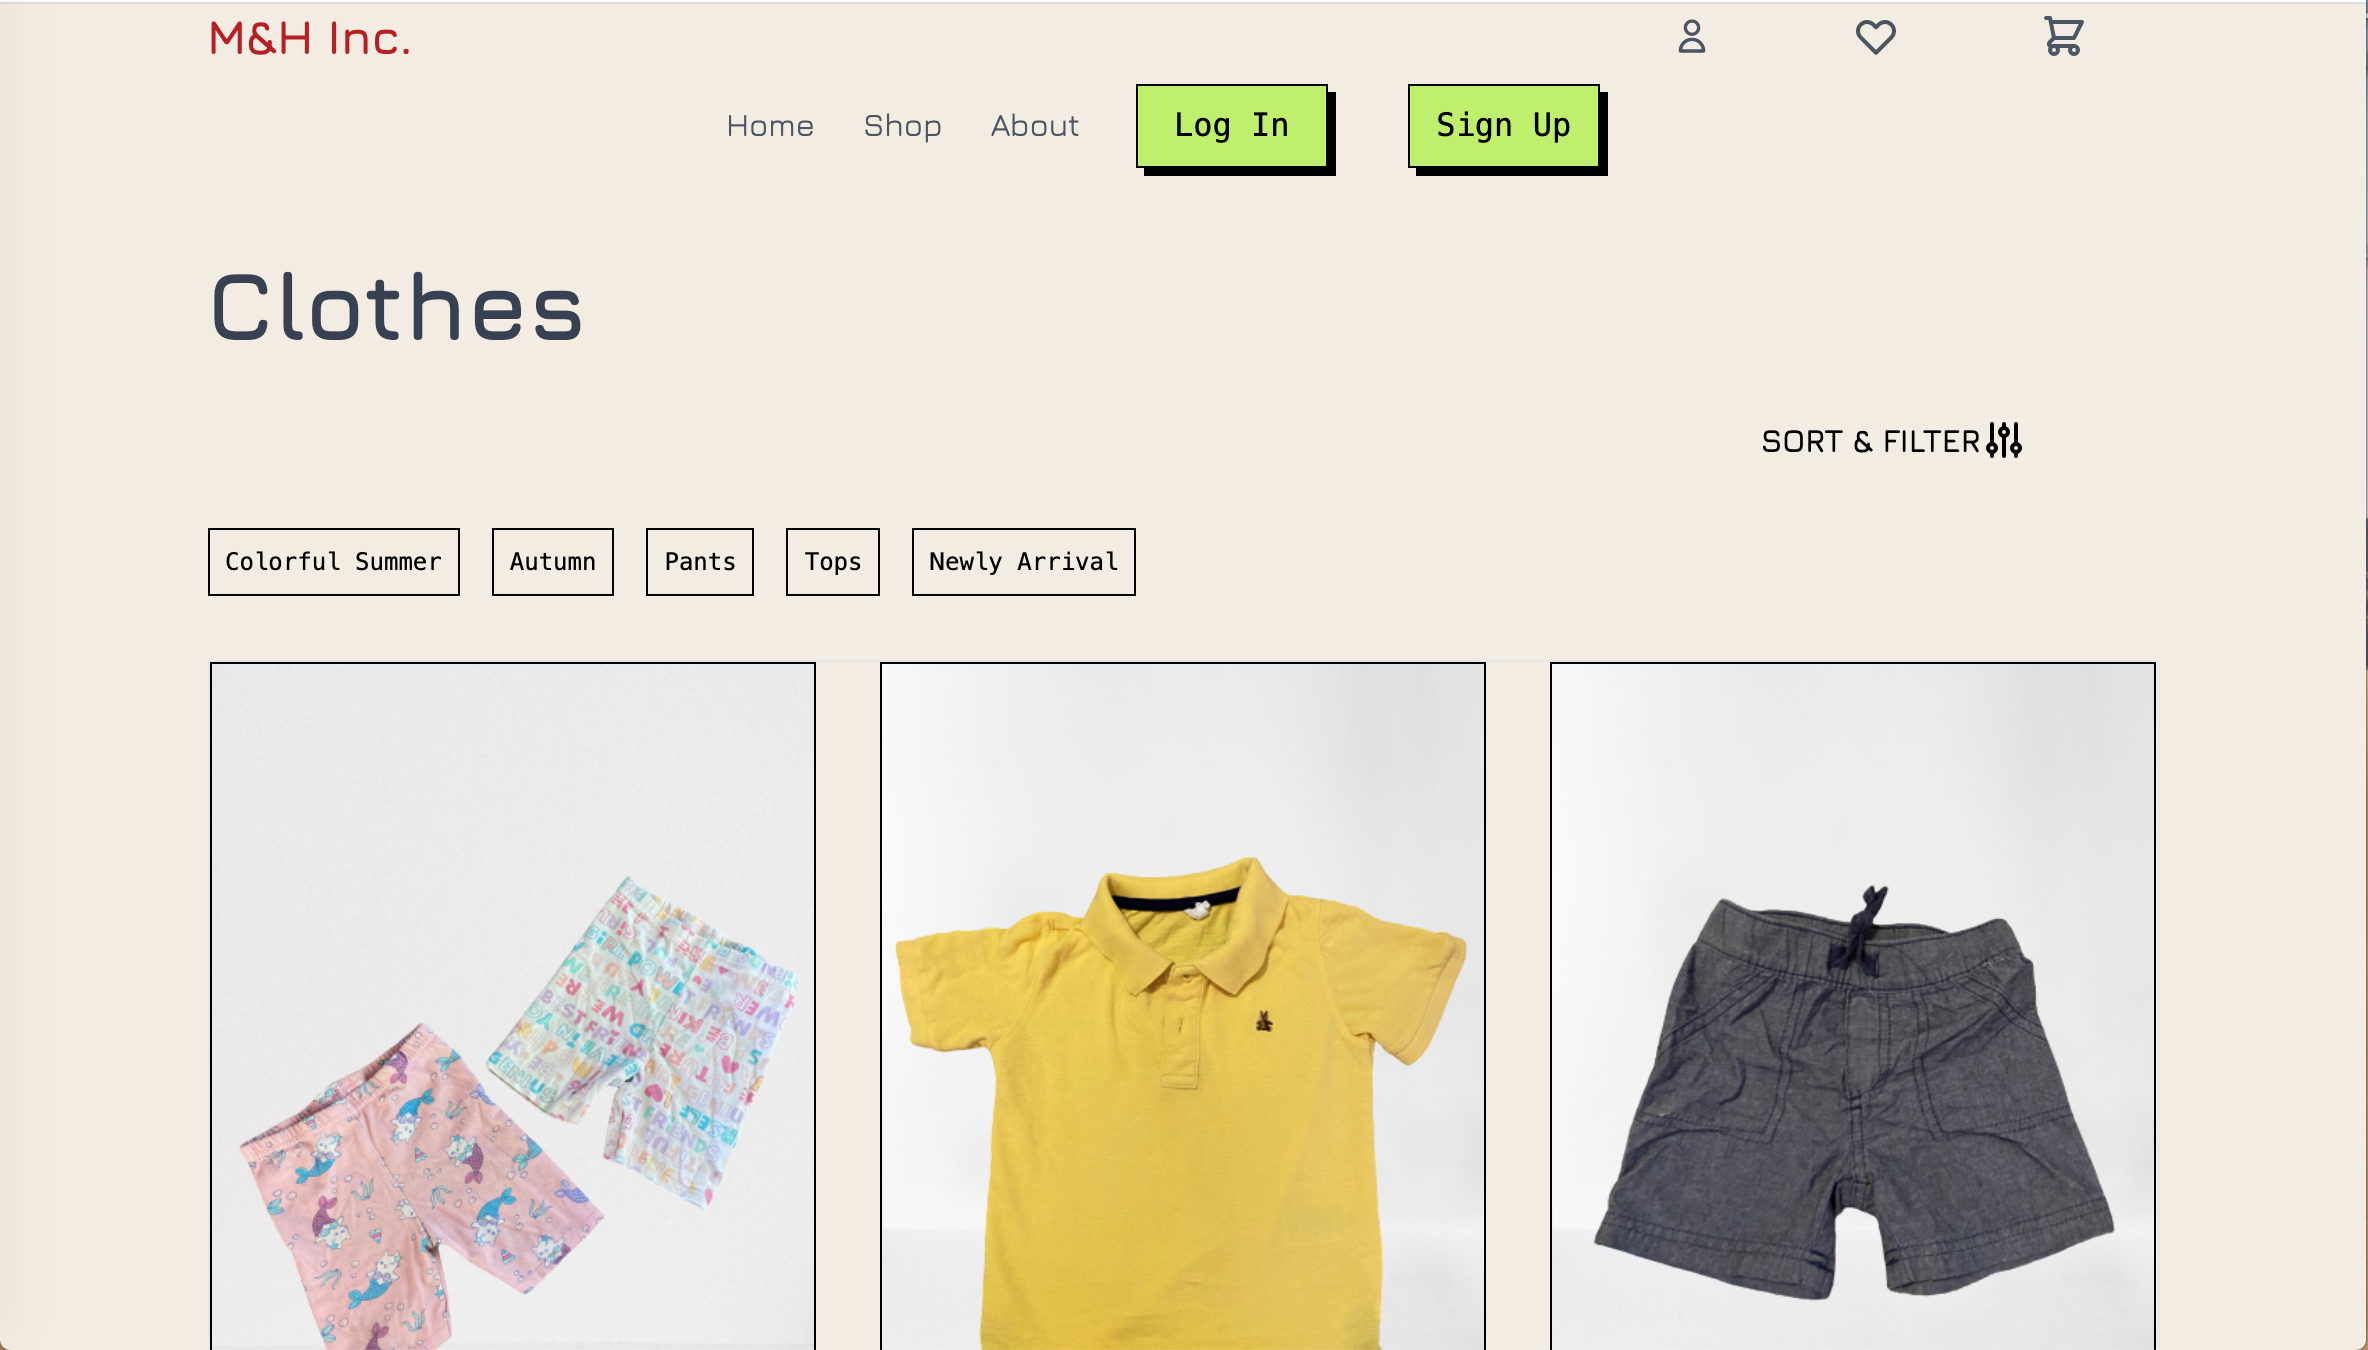 M&H Inc.
Home Shop About Log In Sign Up
Clothes
SORT & FILTER
Colorful Summer Autumn Pants Tops Newly Arrival